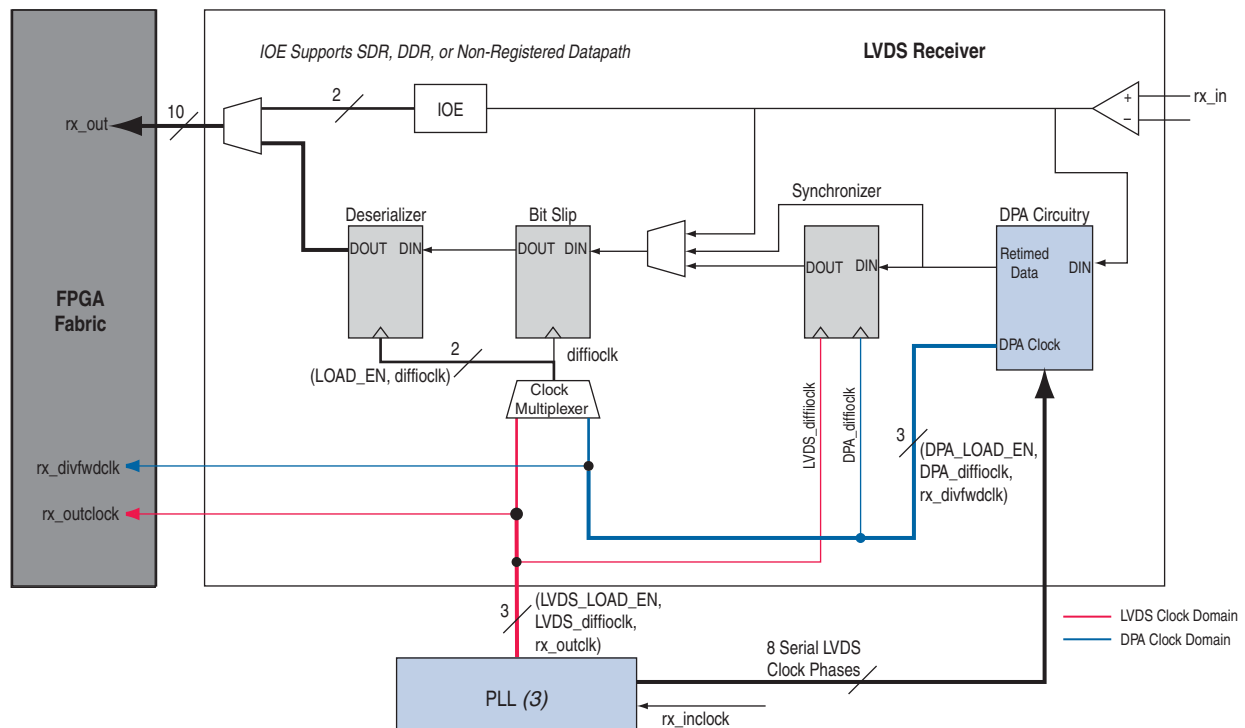 IOE Supports SDR, DDR, or Non-Registered Datapath
LVDS Receiver
2
IOE
+
–
rx_in
10
rx_out
Synchronizer
Deserializer
Bit Slip
DPA Circuitry
DOUT DIN
DOUT DIN
DOUT DIN
Retimed
Data
DIN
FPGA
Fabric
2
diffioclk
(LOAD_EN, diffioclk)
DPA Clock
Clock
Multiplexer
LVDS_diffiioclk
DPA_diffioclk
3
(DPA_LOAD_EN,
DPA_diffioclk,
rx_divfwdclk)
rx_divfwdclk
rx_outclock
3
(LVDS_LOAD_EN,
LVDS_diffioclk,
rx_outclk)
LVDS Clock Domain
DPA Clock Domain
8 Serial LVDS
Clock Phases
PLL (3)
rx_inclock